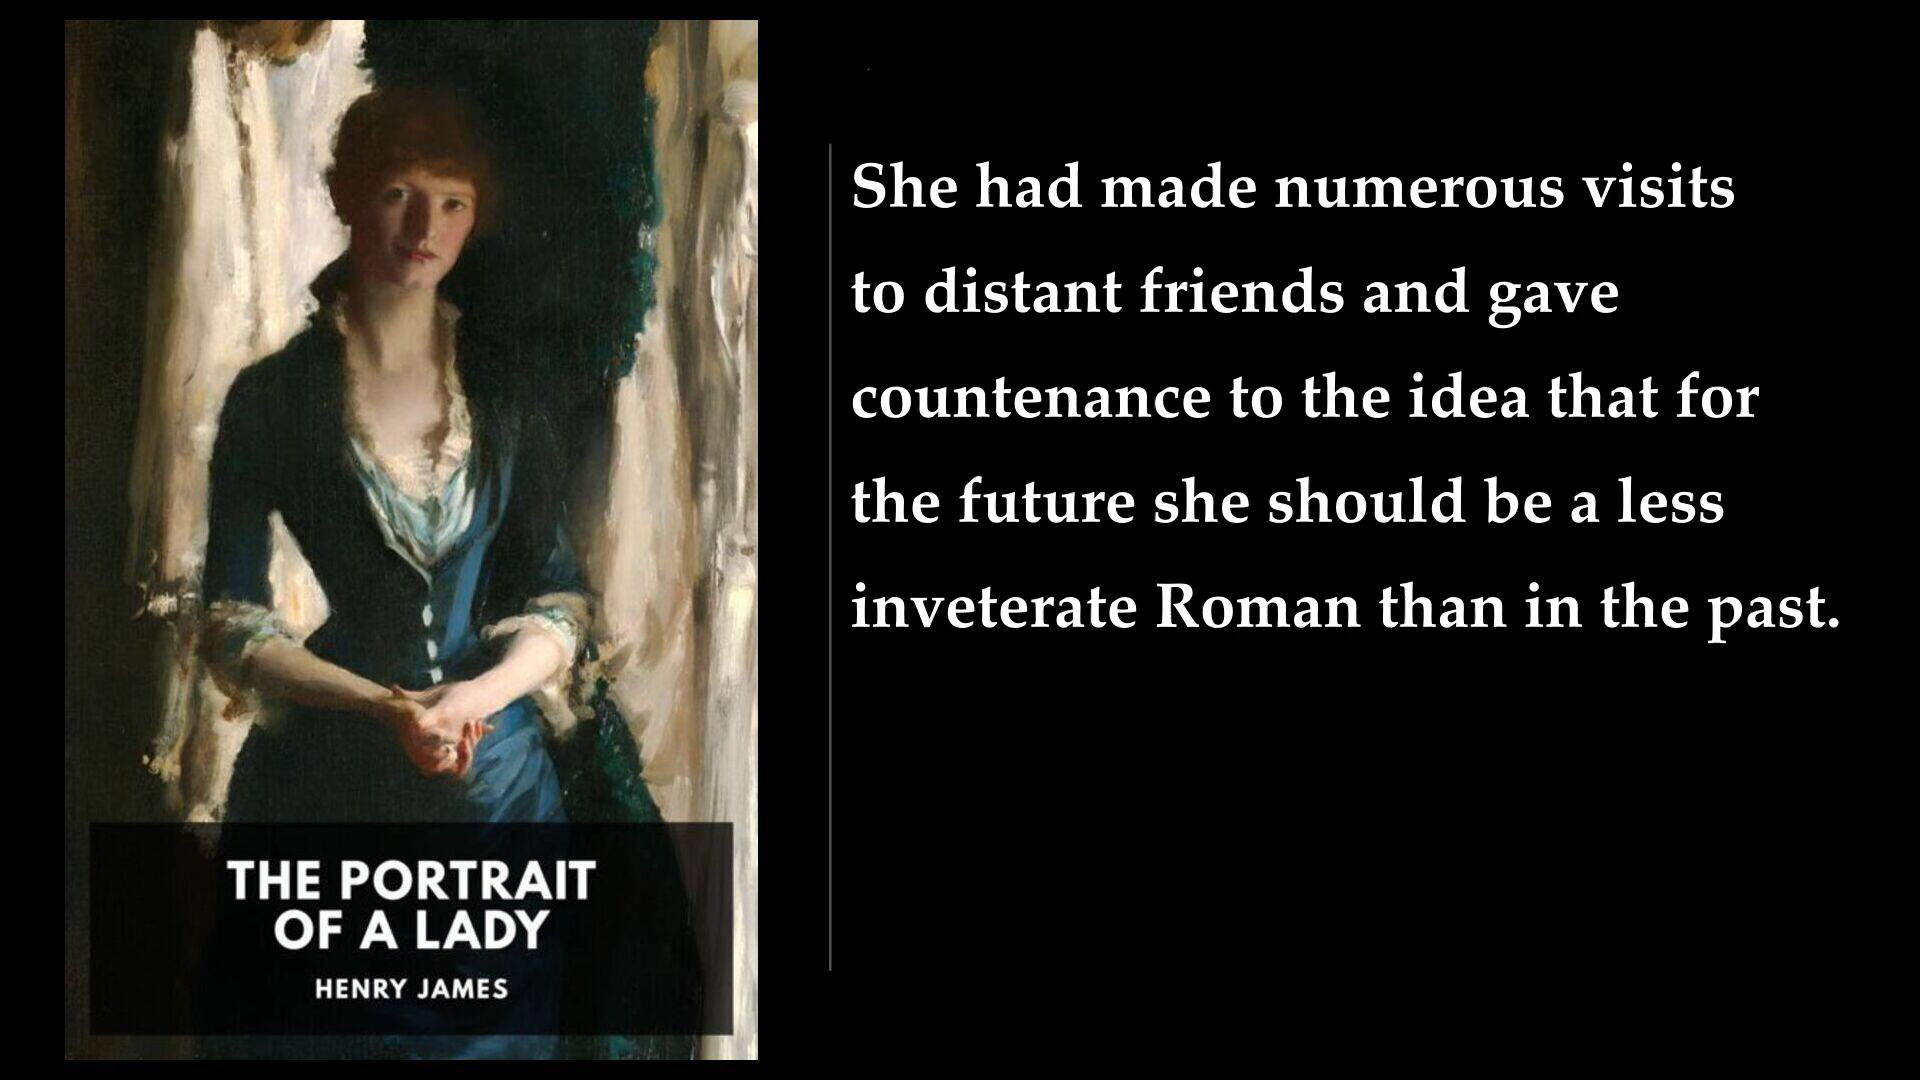 She had made numerous visits
to distant friends and gave
countenance to the idea that for
the future she should be a less
inveterate Roman than in the past.
THE PORTRAIT
OF A LADY
HENRY JAMES